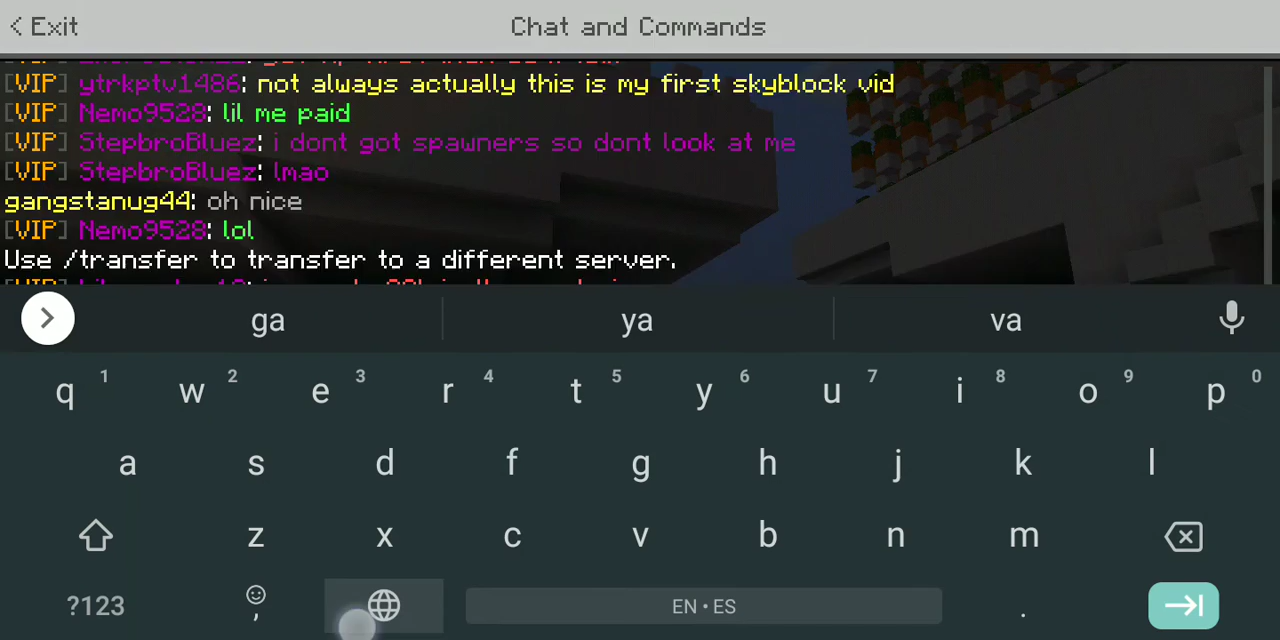 < Exit
Chat and Commands
[VIP] ytrkptv1486: not always actually this is my first skyblock vid
[VIP] Nemo9528: lil me paid
[VIP] StepbroBluez: i dont got spawners so dont look at me
[VIP] StepbroBluez: lmao
gangstanug44: oh nice
[VIP] Nemo9528: lol
Use /transfer to transfer to a different server.
ga ya va
q 1 w 2 e 3 r 4 t 5 y 6 u 7 i 8 o 9 p 0
a s d f g h j k l
z x c v b n m
?123 , EN • ES .